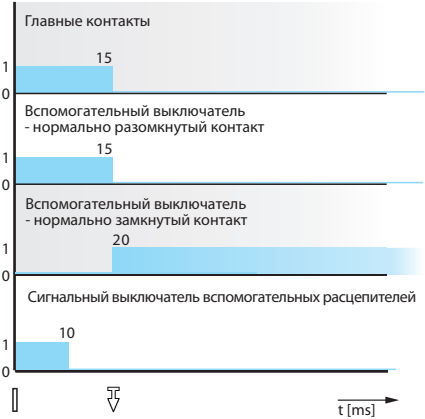 Главные контакты
15
1
0
Вспомогательный выключатель
- нормально разомкнутый контакт
15
1
0
Вспомогательный выключатель
- нормально замкнутый контакт
20
1
0
Сигнальный выключатель вспомогательных расцепителей
10
1
0
t [ms]